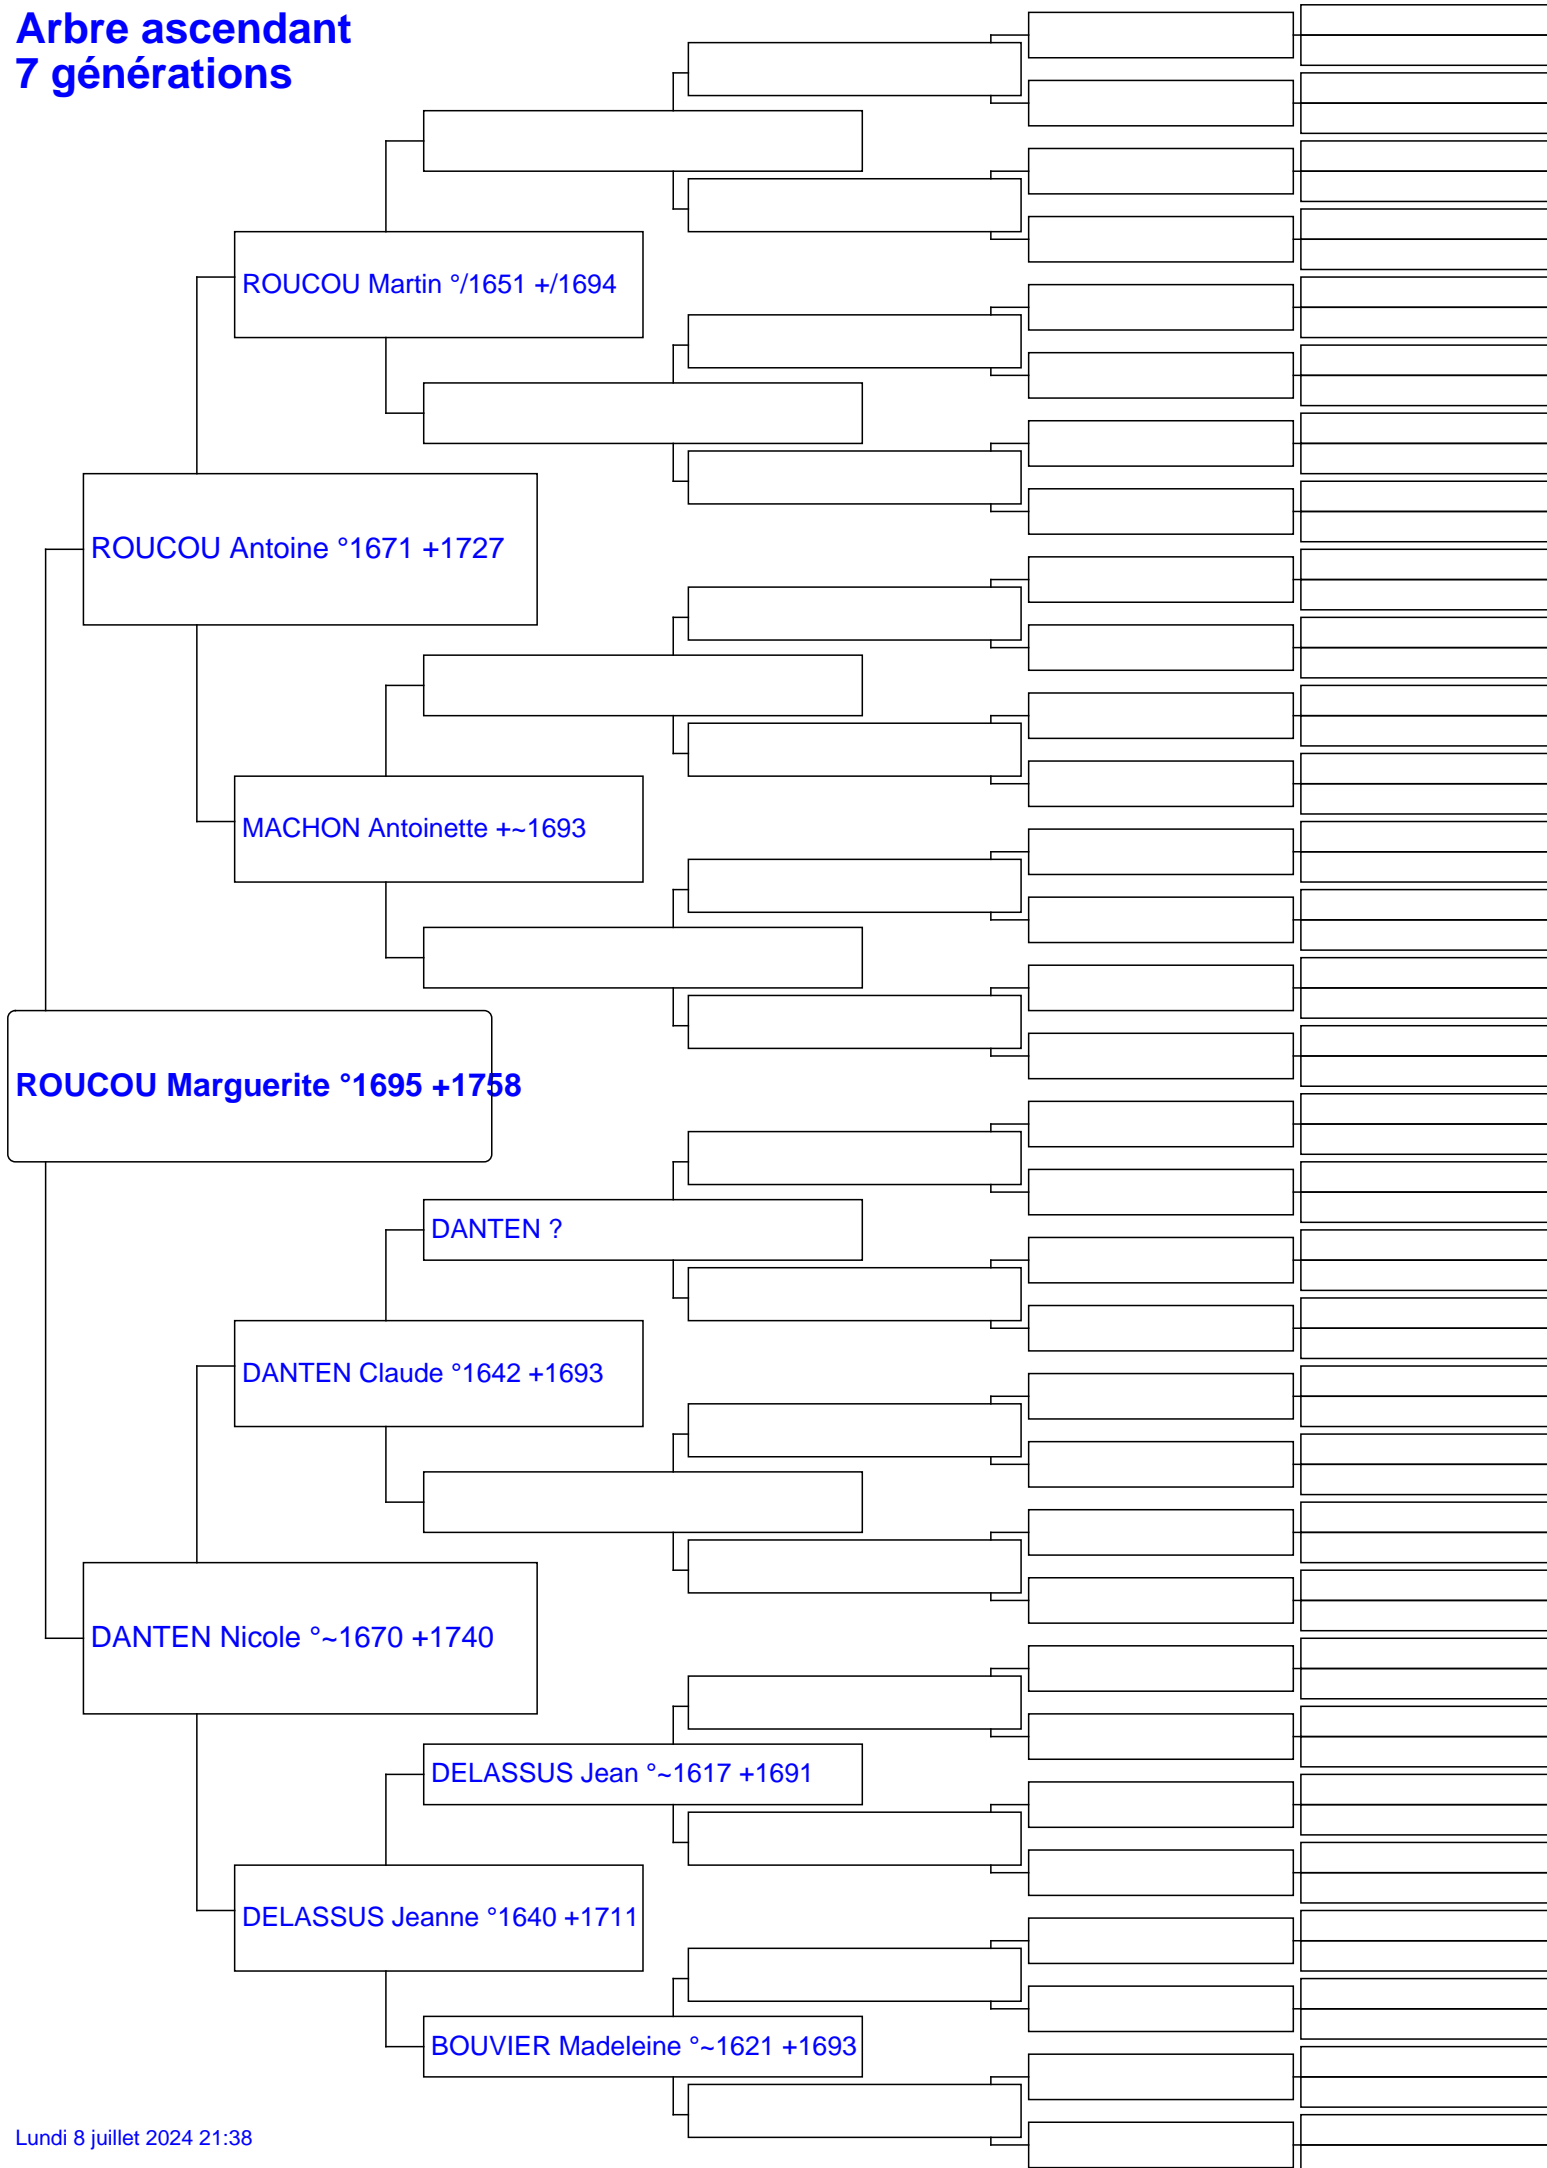 Arbre ascendant
7 générations
ROUCOU Martin °/1651 +/1694
ROUCOU Antoine °1671 +1727
MACHON Antoinette +~1693
ROUCOU Marguerite °1695 +1758
DANTEN ?
DANTEN Claude °1642 +1693
DANTEN Nicole °~1670 +1740
DELASSUS Jean °~1617 +1691
DELASSUS Jeanne °1640 +1711
BOUVIER Madeleine °~1621 +1693
Lundi 8 juillet 2024 21:38